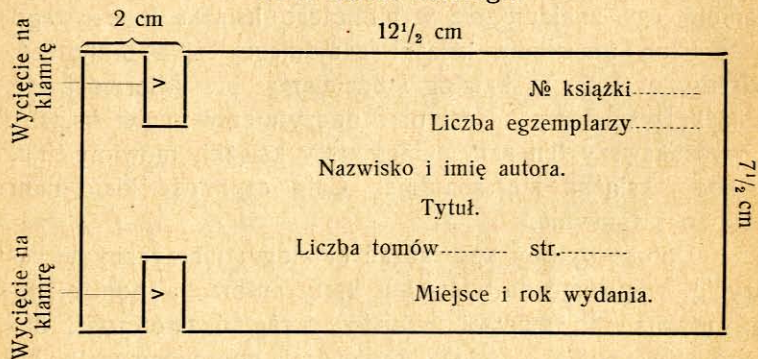 2 cm
12¹/₂ cm
Wycięcie na
klamrę
>
№ książki
Liczba egzemplarzy
Nazwisko i imię autora.
7¹/₂ cm
Tytuł.
Liczba tomów str.
Wycięcie na
klamrę
>
Miejsce i rok wydania.